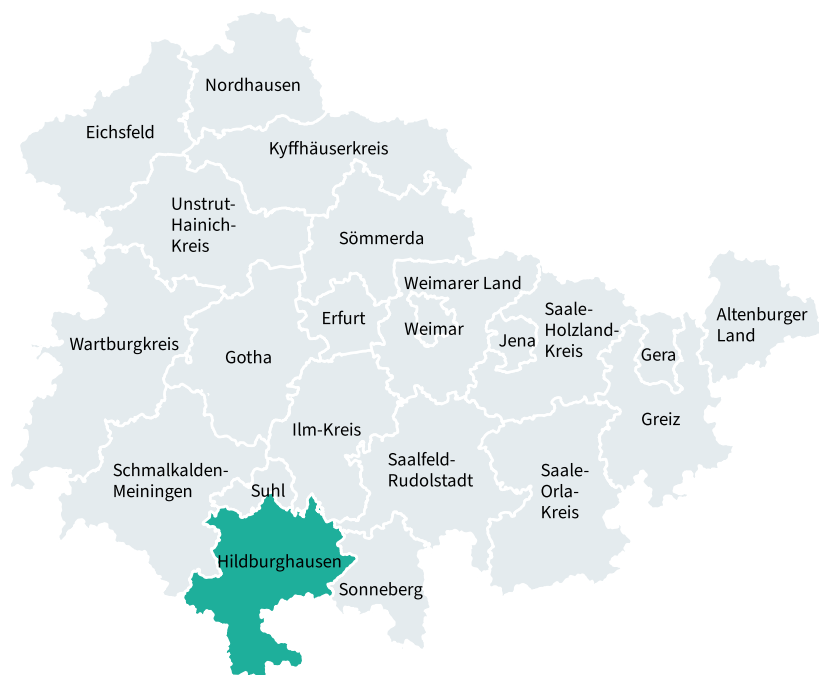 Nordhausen
Eichsfeld
Kyffhäuserkreis
Unstrut-
Hainich-
Kreis
Sömmerda
Weimarer Land
Saale-
Holzland-
Kreis
Altenburger
Land
Erfurt
Weimar
Jena
Gera
Wartburgkreis
Gotha
Greiz
Ilm-Kreis
Saalfeld-
Rudolstadt
Schmalkalden-
Meiningen
Suhl
Saale-
Orla-
Kreis
Hildburghausen
Sonneberg